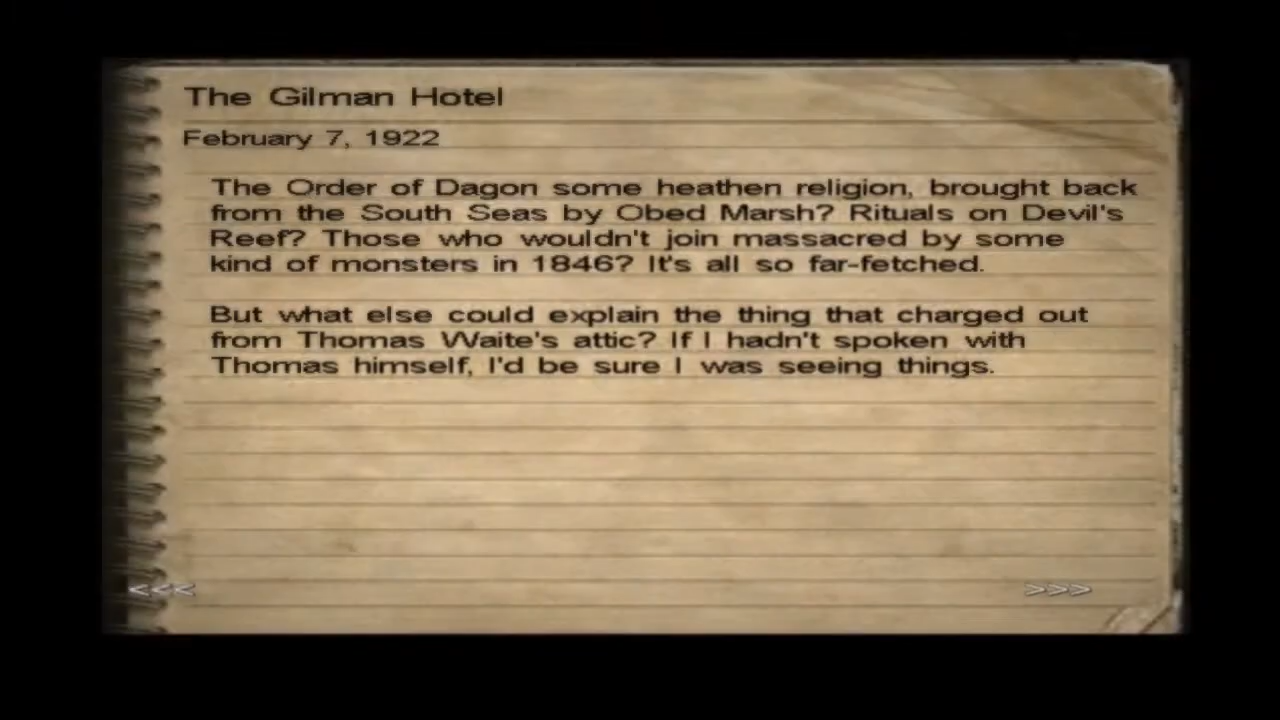 The Gilman Hotel
February 7, 1922
The Order of Dagon some heathen religion, brought back
from the South Seas by Obed Marsh? Rituals on Devil's
Reef? Those who wouldn't join massacred by some
kind of monsters in 1846? It's all so far-fetched.
But what else could explain the thing that charged out
from Thomas Waite's attic? If I hadn't spoken with
Thomas himself, I'd be sure I was seeing things.
<<< >>>